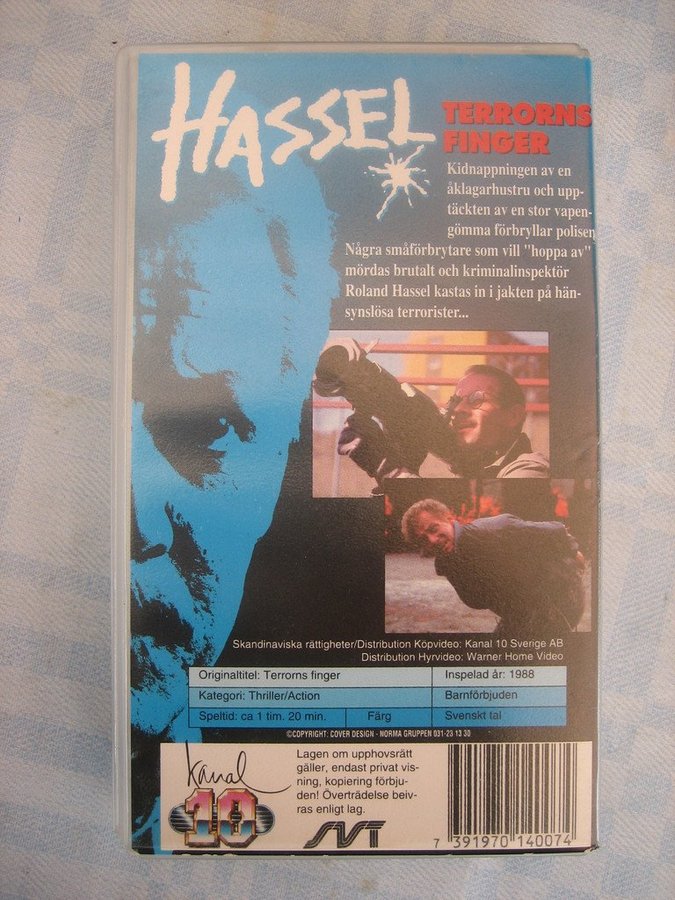 HASSEL
TERRORNS
FINGER
Kidnappningen av en
åklagarhustru och upp-
täckten av en stor vapen-
gömma förbryllar polisen
Några småförbrytare som vill "hoppa av"
mördas brutalt och kriminalinspektör
Roland Hassel kastas in i jakten på hän-
synslösa terrorister...
Skandinaviska rättigheter/Distribution Köpvideo: Kanal 10 Sverige AB
Distribution Hyrvideo: Warner Home Video
Originaltitel: Terrorns finger Inspelad år: 1988
Kategori: Thriller/Action Barnförbjuden
Speltid: ca 1 tim. 20 min. Färg Svenskt tal
©COPYRIGHT: COVER DESIGN - NORMA GRUPPEN 031-23 13 30
Kanal
10
Lagen om upphovsrätt
gäller, endast privat vis-
ning, kopiering förbju-
den! Överträdelse beiv-
ras enligt lag.
SVT
7 391970 140074